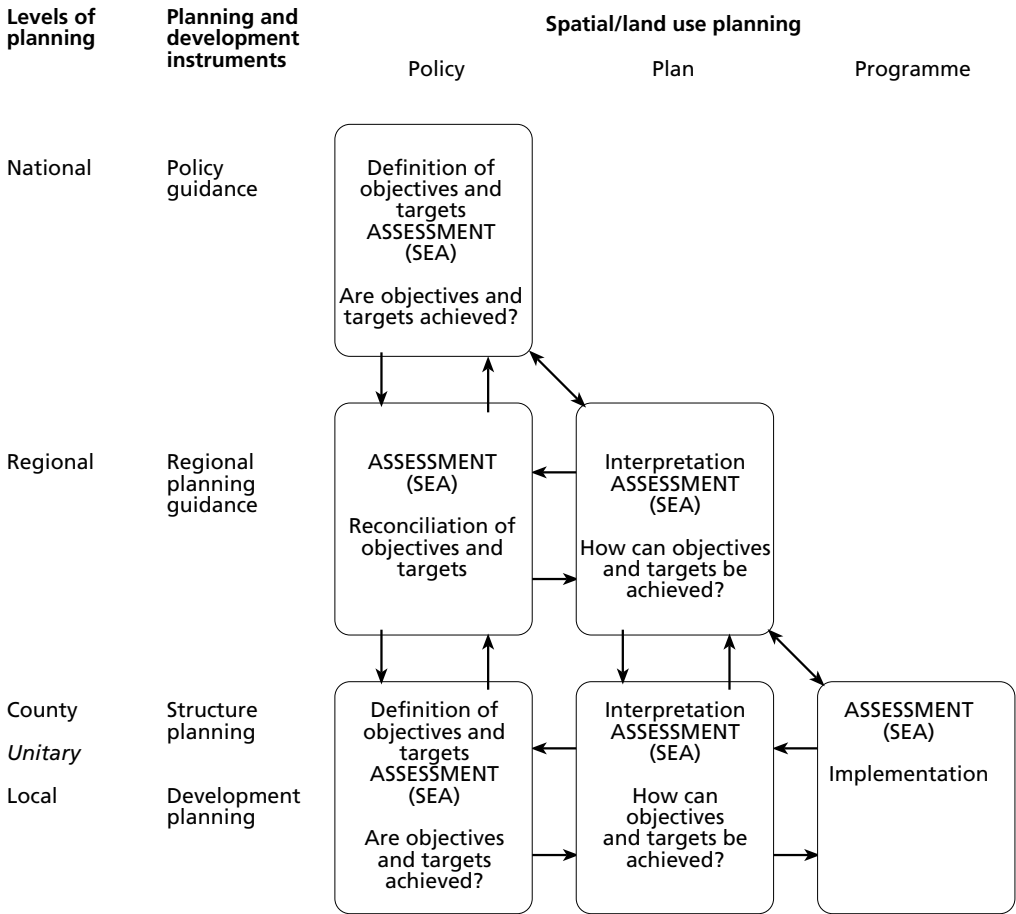 Levels of
planning
Planning and
development
instruments
Spatial/land use planning
Policy
Plan
Programme
National
Policy
guidance
Definition of
objectives and
targets
ASSESSMENT
(SEA)
Are objectives and
targets achieved?
Regional
Regional
planning
guidance
ASSESSMENT
(SEA)
Reconciliation of
objectives and
targets
Interpretation
ASSESSMENT
(SEA)
How can objectives
and targets be
achieved?
County
Unitary
Local
Structure
planning
Development
planning
Definition of
objectives and
targets
ASSESSMENT
(SEA)
Are objectives
and targets
achieved?
Interpretation
ASSESSMENT
(SEA)
How can
objectives
and targets be
achieved?
ASSESSMENT
(SEA)
Implementation